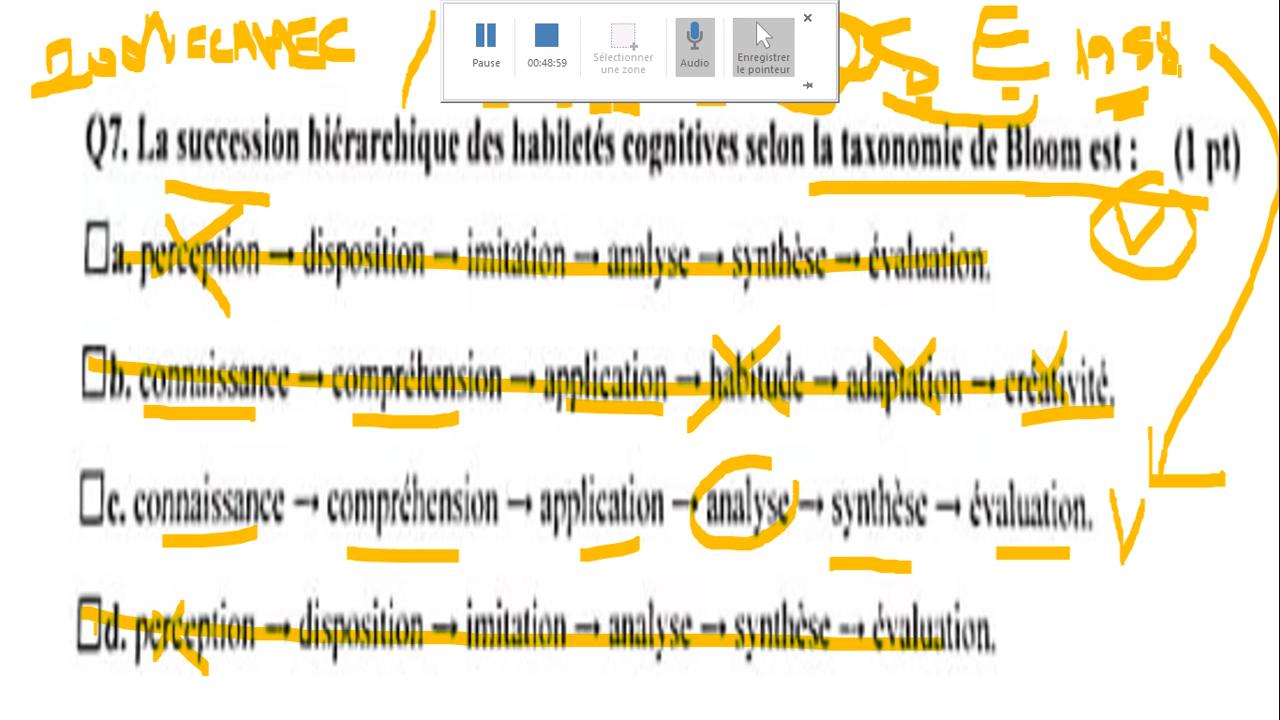 E 1958
Pause
00:48:59
Sélectionner
une zone
Audio
Enregistrer
le pointeur
Q7. La succession hiérarchique des habiletés cognitives selon la taxonomie de Bloom est : (1 pt)
a. perception → disposition → imitation → analyse → synthèse → évaluation.
b. connaissance → compréhension → application → habitude → adaptation → créativité.
c. connaissance → compréhension → application → analyse → synthèse → évaluation.
d. perception → disposition → imitation → analyse → synthèse → évaluation.